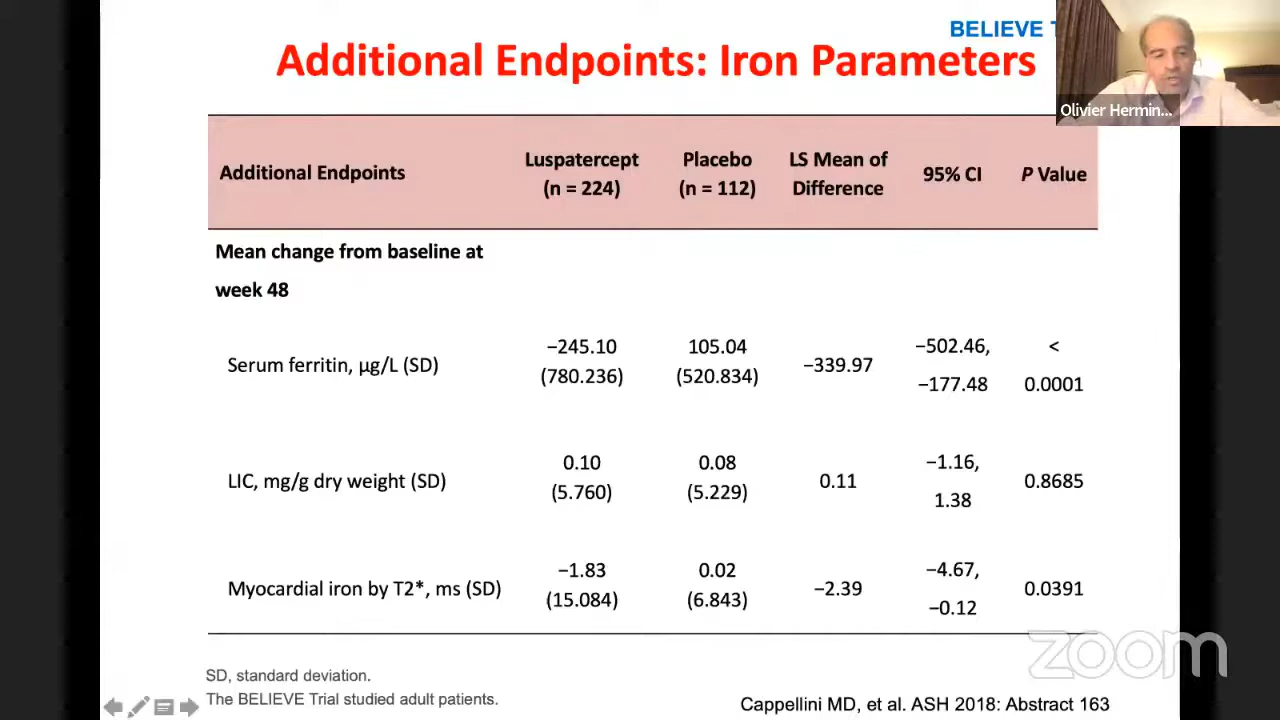 BELIEVE T
Additional Endpoints: Iron Parameters
Olivier Hermin...
Additional Endpoints
Luspatercept
(n = 224)
Placebo
(n = 112)
LS Mean of
Difference
95% CI
P Value
Mean change from baseline at
week 48
Serum ferritin, µg/L (SD)
−245.10
(780.236)
105.04
(520.834)
−339.97
−502.46,
−177.48
<
0.0001
LIC, mg/g dry weight (SD)
0.10
(5.760)
0.08
(5.229)
0.11
−1.16,
1.38
0.8685
Myocardial iron by T2*, ms (SD)
−1.83
(15.084)
0.02
(6.843)
−2.39
−4.67,
−0.12
0.0391
zoom
SD, standard deviation.
The BELIEVE Trial studied adult patients.
Cappellini MD, et al. ASH 2018: Abstract 163